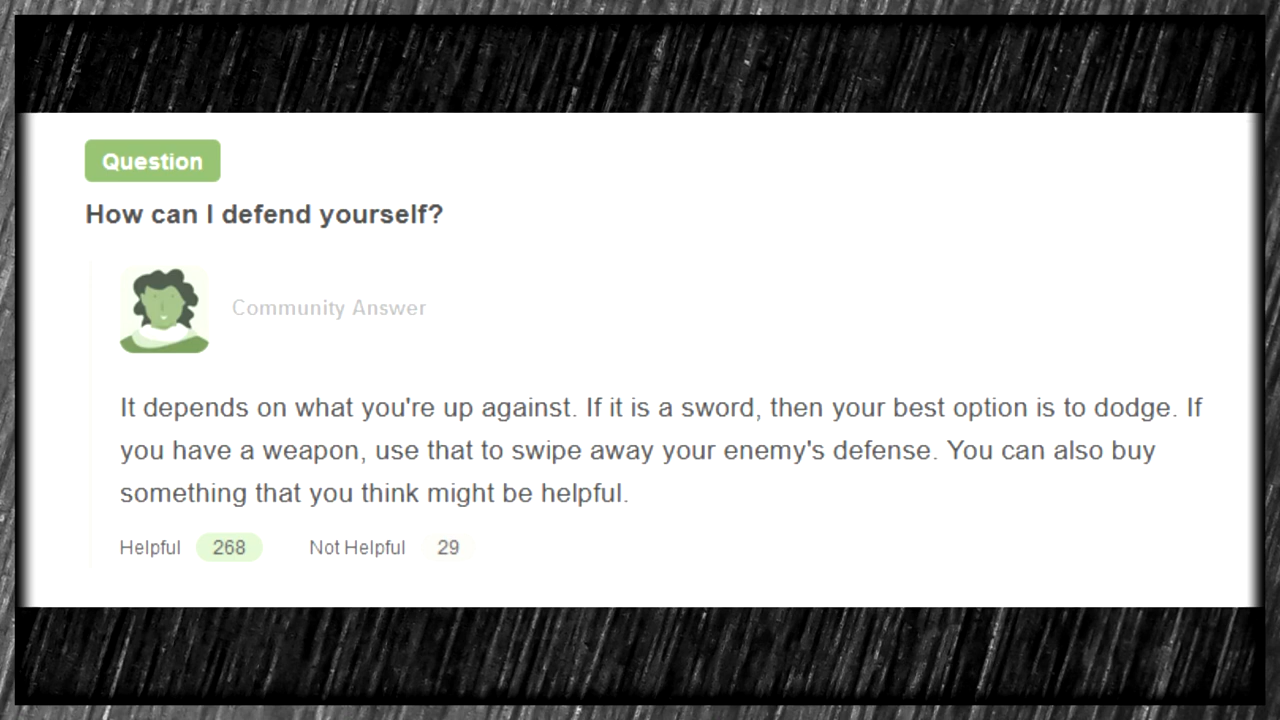 Question
How can I defend yourself?
Community Answer
It depends on what you're up against. If it is a sword, then your best option is to dodge. If
you have a weapon, use that to swipe away your enemy's defense. You can also buy
something that you think might be helpful.
Helpful 268 Not Helpful 29